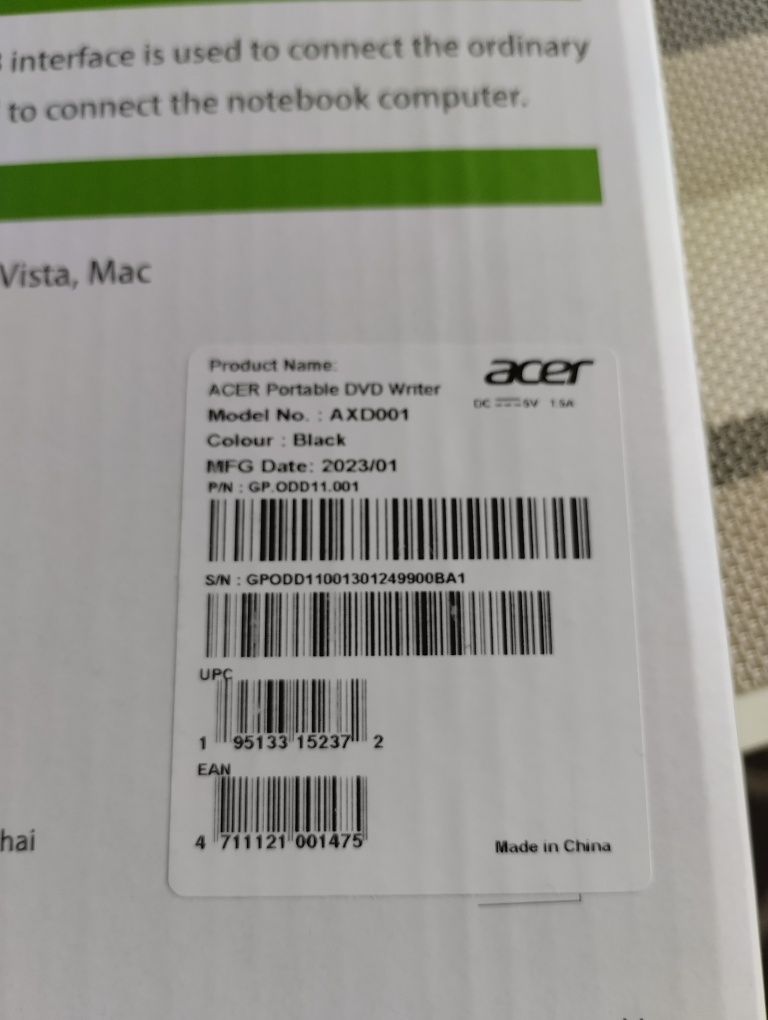 interface is used to connect the ordinary
to connect the notebook computer.
Vista, Mac
Product Name:
acer
ACER Portable DVD Writer
DC 5V 1.5A
Model No. : AXD001
Colour : Black
MFG Date: 2023/01
P/N : GP.ODD11.001
S/N : GPODD11001301249900BA1
UPC
1 95133 15237 2
EAN
4 711121 001475
hai
Made in China